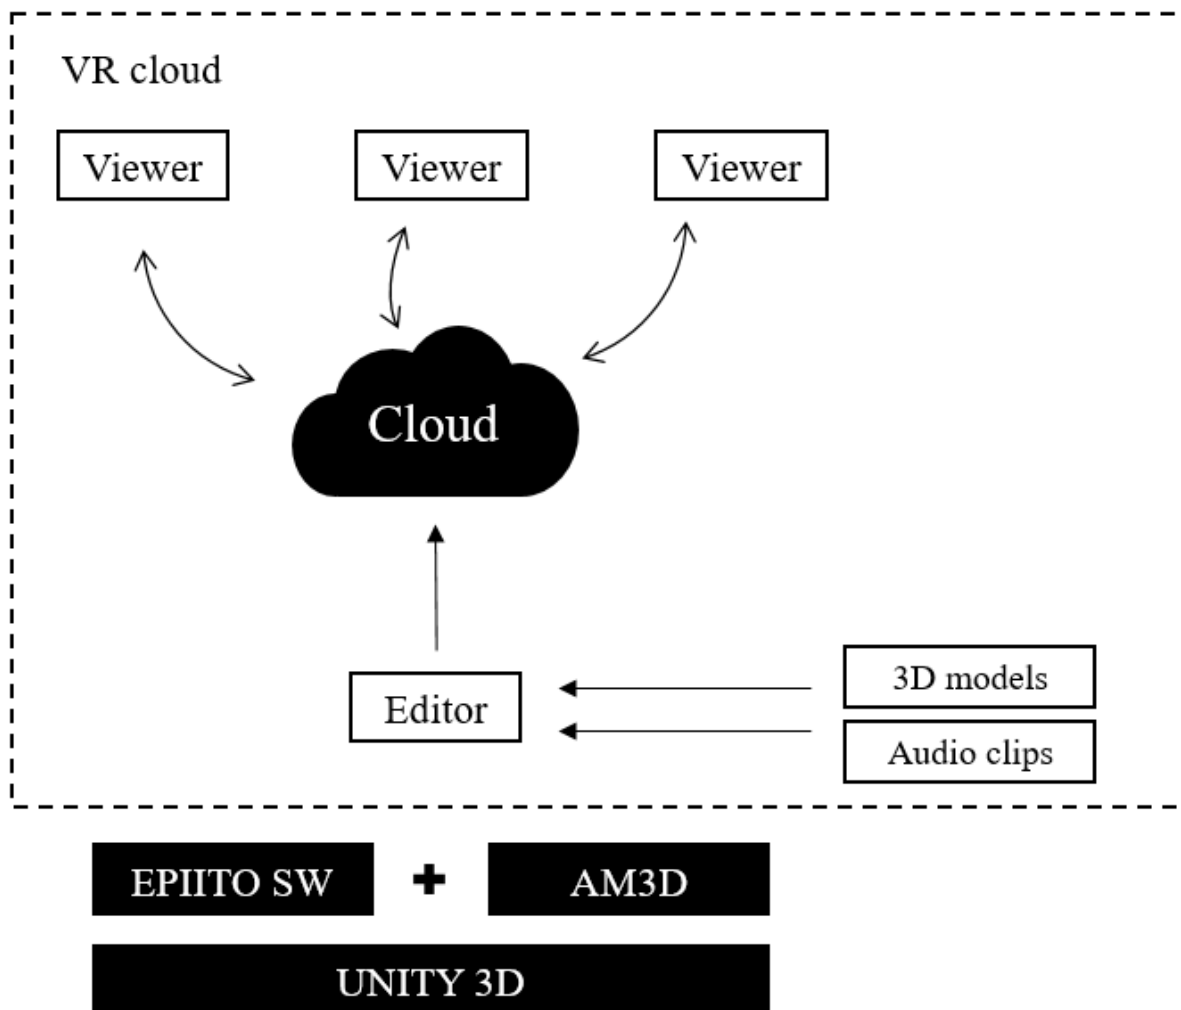 VR cloud
Viewer Viewer Viewer
Cloud
Editor
3D models
Audio clips
EPIITO SW + AM3D
UNITY 3D